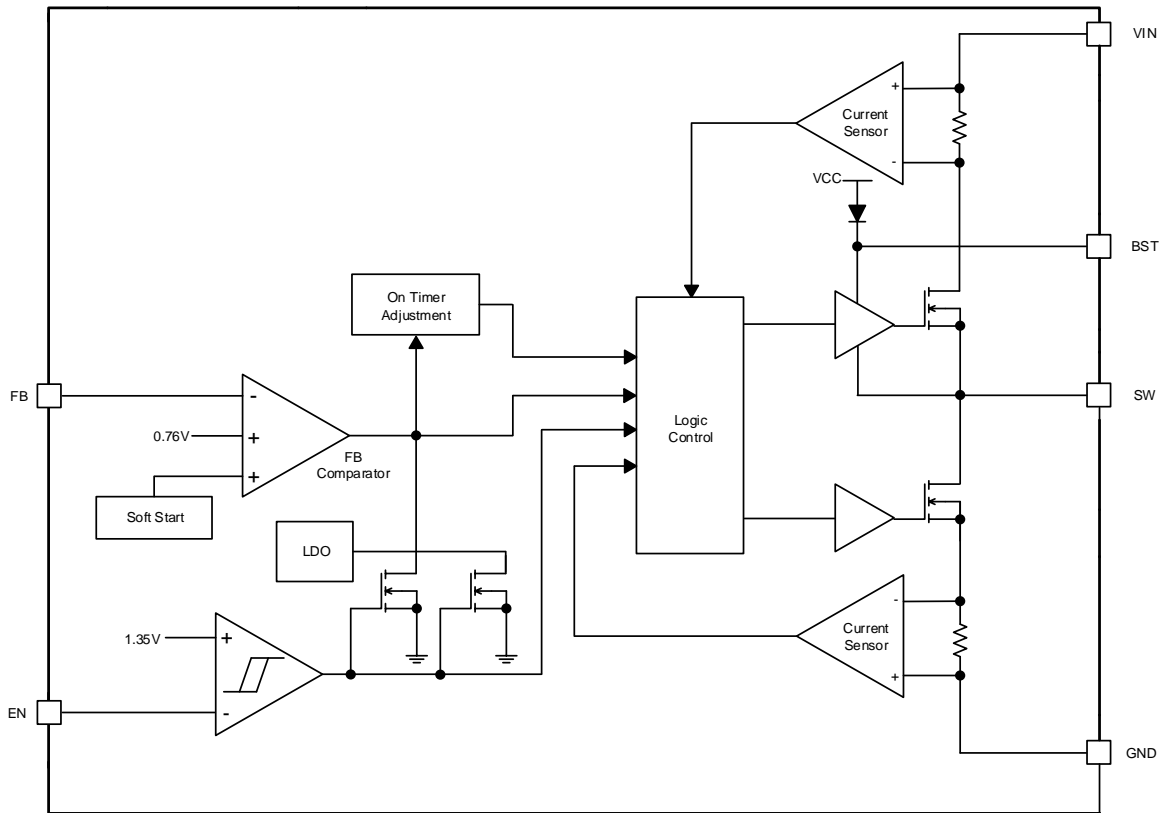 VIN
+
Current
Sensor
-
VCC
BST
On Timer
Adjustment
FB
-
SW
0.76V
+
Logic
Control
FB
Comparator
+
Soft Start
LDO
-
1.35V
+
Current
Sensor
+
EN
-
GND